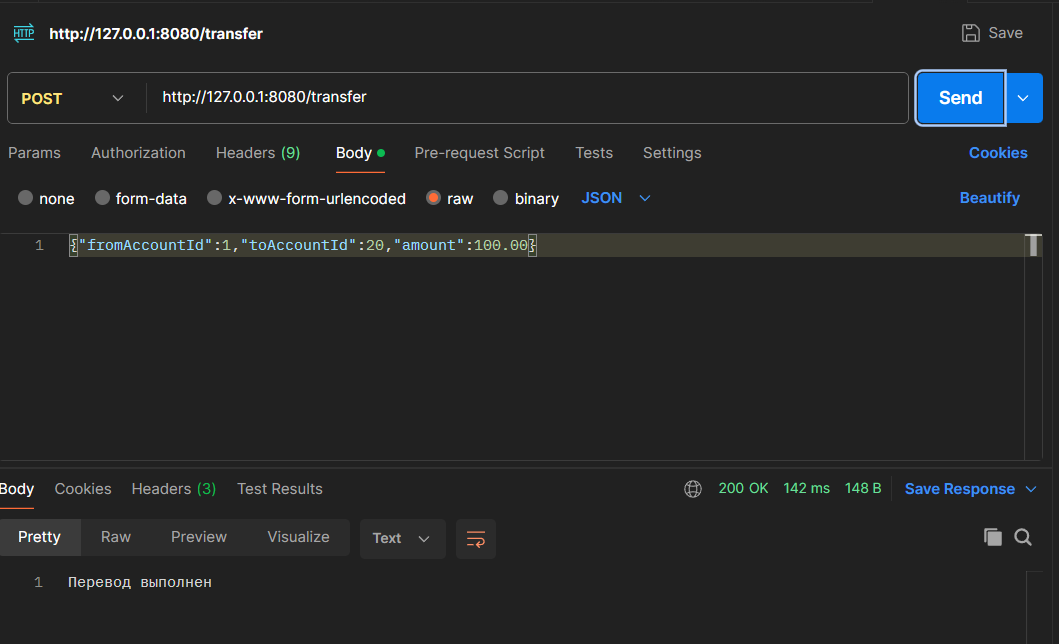 HTTP http://127.0.0.1:8080/transfer Save
POST http://127.0.0.1:8080/transfer Send
Params Authorization Headers (9) Body Pre-request Script Tests Settings Cookies
none form-data x-www-form-urlencoded raw binary JSON Beautify
1 {"fromAccountId":1,"toAccountId":20,"amount":100.00}
Body Cookies Headers (3) Test Results 200 OK 142 ms 148 B Save Response
Pretty Raw Preview Visualize Text
1 Перевод выполнен